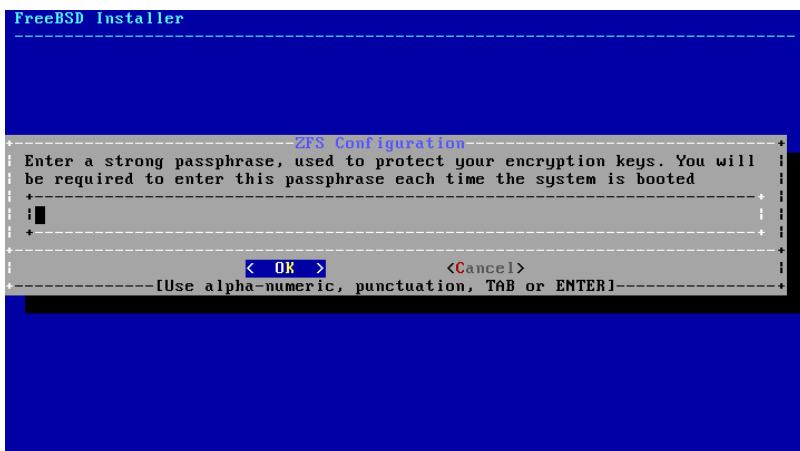 FreeBSD Installer
ZFS Configuration
Enter a strong passphrase, used to protect your encryption keys. You will
be required to enter this passphrase each time the system is booted
< OK > <Cancel>
[Use alpha-numeric, punctuation, TAB or ENTER]